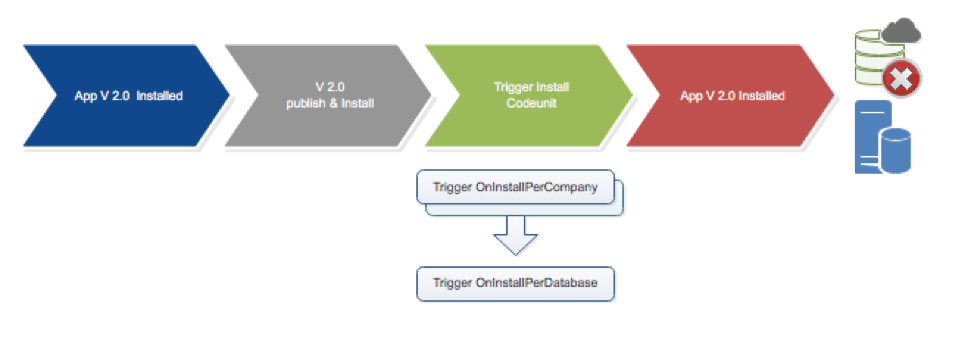 App V 2.0 Installed
V 2.0
publish & Install
Trigger Install
Codeunit
App V 2.0 Installed
Trigger OnInstallPerCompany
Trigger OnInstallPerDatabase